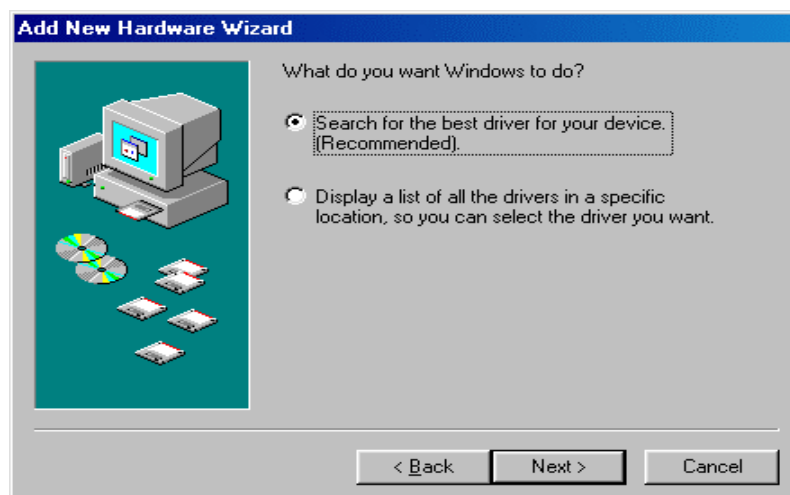 Add New Hardware Wizard
What do you want Windows to do?
Search for the best driver for your device.
(Recommended).
Display a list of all the drivers in a specific
location, so you can select the driver you want.
< Back
Next >
Cancel